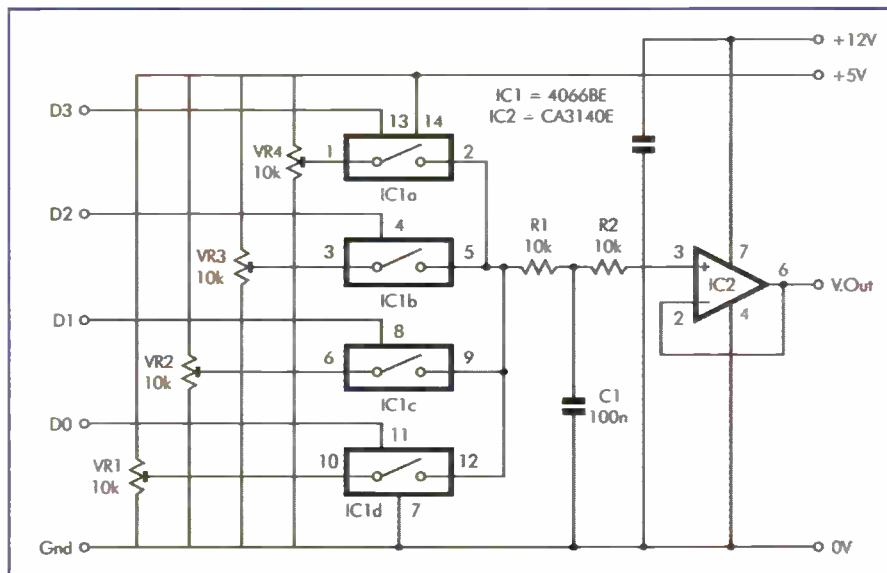 +12V
+5V
IC1 = 4066BE
IC2 = CA3140E
D3
13 14
VR4
10k
1
2
IC1a
D2
4
R1
10k
R2
10k
VR3
10k
3
5
IC1b
3
+
7
IC2
6
V.Out
2
–
4
D1
8
VR2
10k
6
9
IC1c
C1
100n
D0
11
VR1
10k
10
12
IC1d
7
Gnd
0V